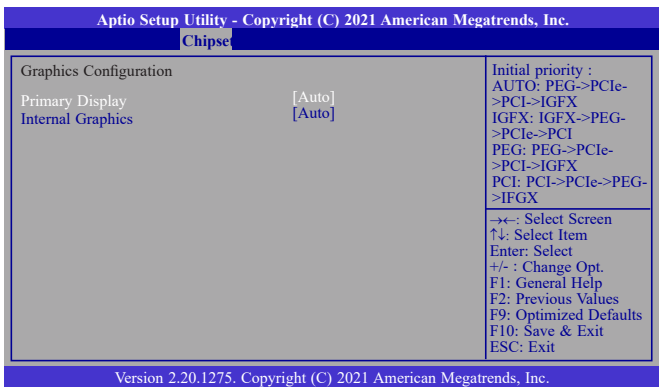 Aptio Setup Utility - Copyright (C) 2021 American Megatrends, Inc.
Chipset
Graphics Configuration
Primary Display [Auto]
Internal Graphics [Auto]
Initial priority :
AUTO: PEG->PCIe-
>PCI->IGFX
IGFX: IGFX->PEG-
>PCIe->PCI
PEG: PEG->PCIe-
>PCI->IGFX
PCI: PCI->PCIe->PEG-
>IFGX
→←: Select Screen
↑↓: Select Item
Enter: Select
+/- : Change Opt.
F1: General Help
F2: Previous Values
F9: Optimized Defaults
F10: Save & Exit
ESC: Exit
Version 2.20.1275. Copyright (C) 2021 American Megatrends, Inc.